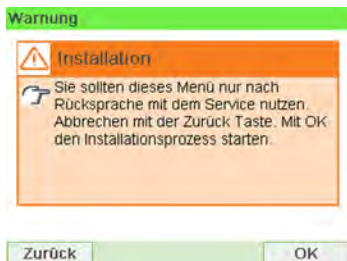 Warnung
Installation
Sie sollten dieses Menü nur nach
Rücksprache mit dem Service nutzen.
Abbrechen mit der Zurück Taste. Mit OK
den Installationsprozess starten.
Zurück
OK